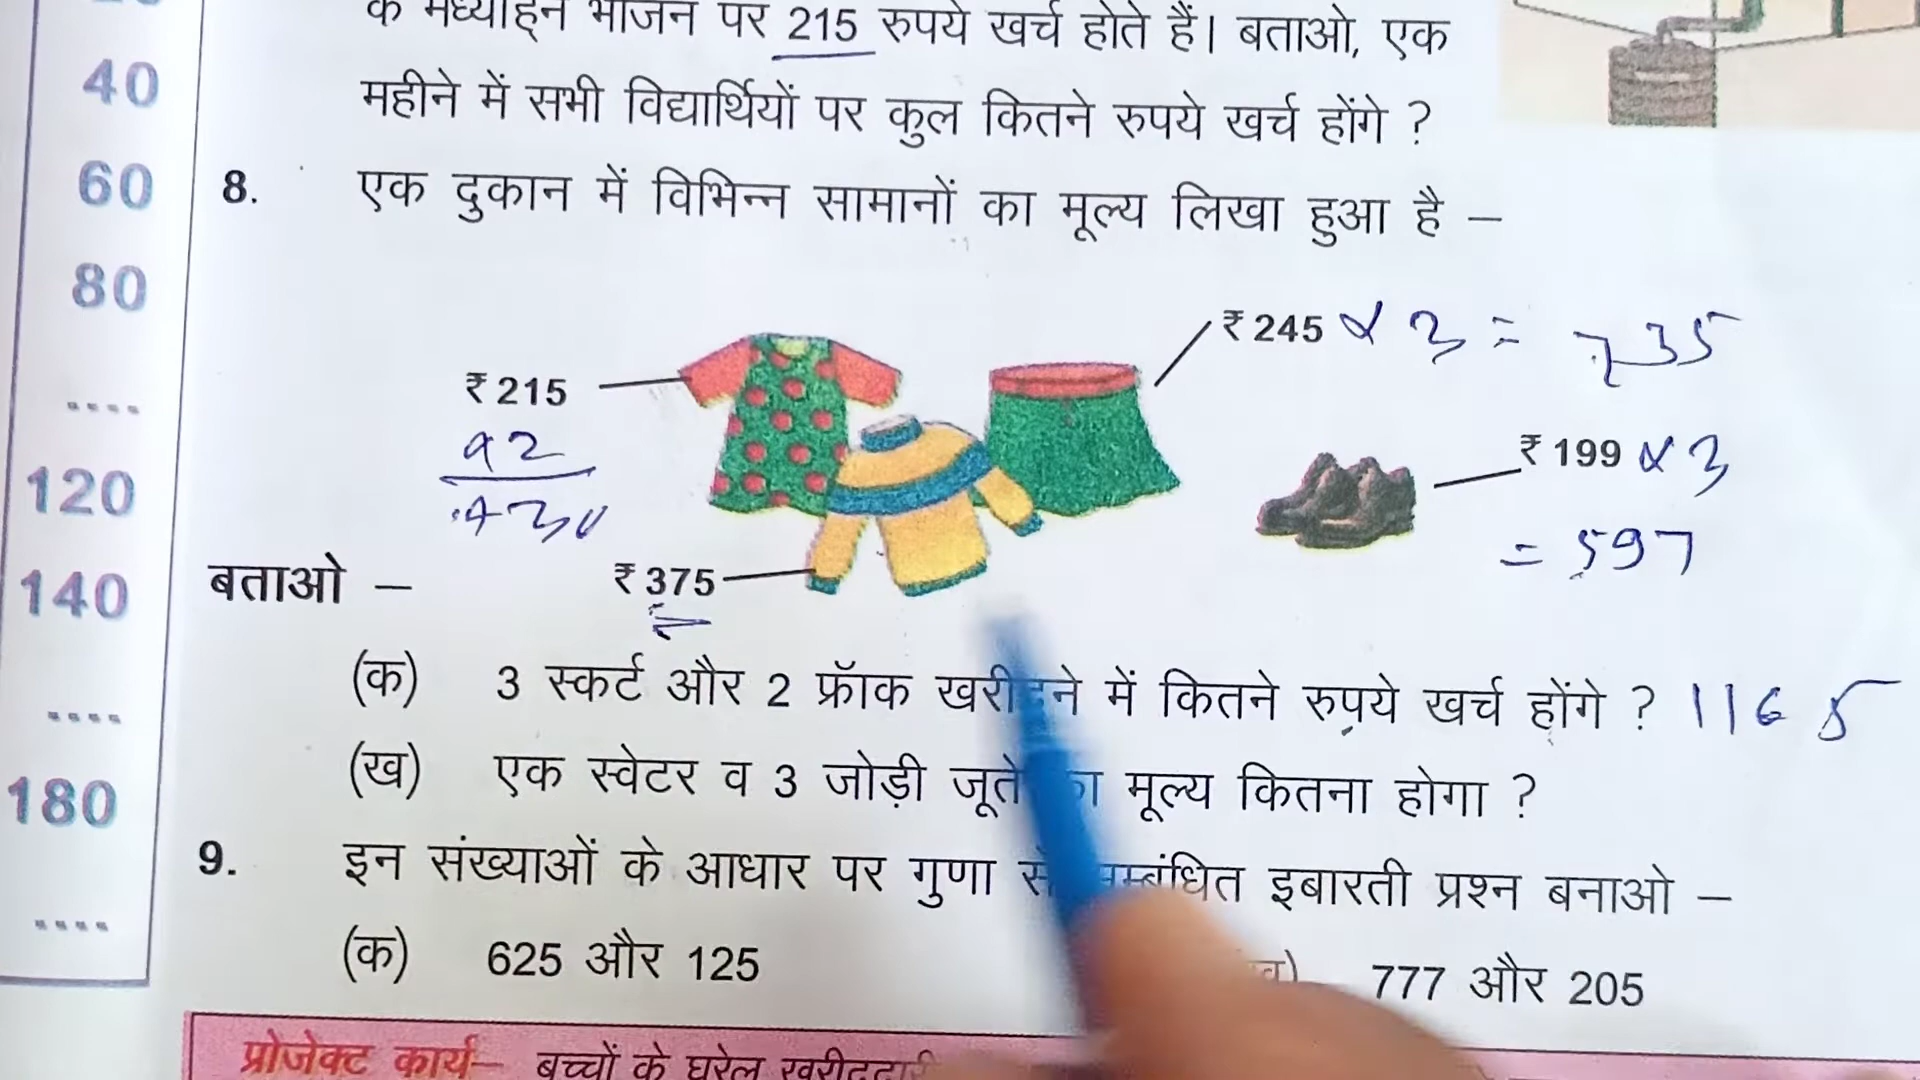 के मध्याह्न भोजन पर 215 रुपये खर्च होते हैं। बताओ, एक
महीने में सभी विद्यार्थियों पर कुल कितने रुपये खर्च होंगे ?
8. एक दुकान में विभिन्न सामानों का मूल्य लिखा हुआ है –
₹ 245 × 3 = 735
₹ 215
×2
430
₹ 199 × 3
= 597
बताओ – ₹ 375
(क) 3 स्कर्ट और 2 फ्रॉक खरीदने में कितने रुपये खर्च होंगे ? 1165
(ख) एक स्वेटर व 3 जोड़ी जूते का मूल्य कितना होगा ?
9. इन संख्याओं के आधार पर गुणा से सम्बंधित इबारती प्रश्न बनाओ –
(क) 625 और 125
777 और 205
प्रोजेक्ट कार्य– बच्चों के घरेलू
40
60
80
....
120
140
....
180
....